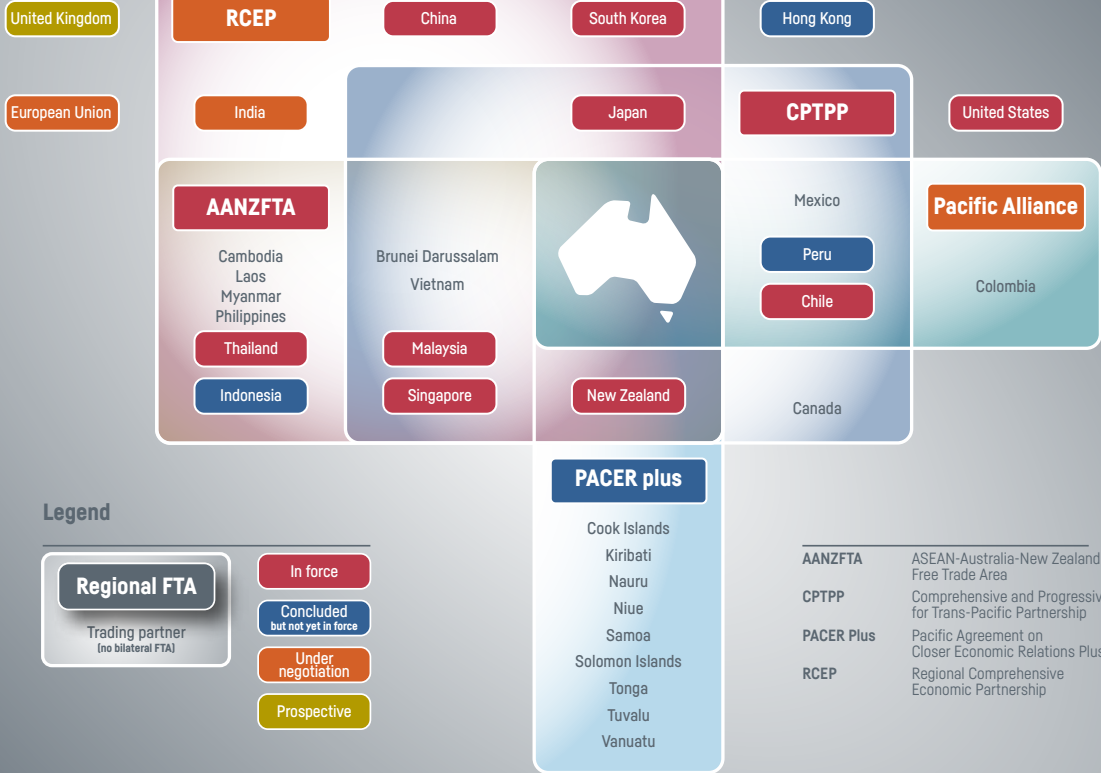 United Kingdom
RCEP
China
South Korea
Hong Kong
European Union
India
Japan
CPTPP
United States
AANZFTA
Cambodia
Laos
Myanmar
Philippines
Thailand
Indonesia
Brunei Darussalam
Vietnam
Malaysia
Singapore
New Zealand
Mexico
Peru
Chile
Canada
Pacific Alliance
Colombia
PACER plus
Cook Islands
Kiribati
Nauru
Niue
Samoa
Solomon Islands
Tonga
Tuvalu
Vanuatu
Legend
Regional FTA
Trading partner
(no bilateral FTA)
In force
Concluded
but not yet in force
Under
negotiation
Prospective
AANZFTA ASEAN-Australia-New Zealand
Free Trade Area
CPTPP Comprehensive and Progressiv
for Trans-Pacific Partnership
PACER Plus Pacific Agreement on
Closer Economic Relations Plus
RCEP Regional Comprehensive
Economic Partnership